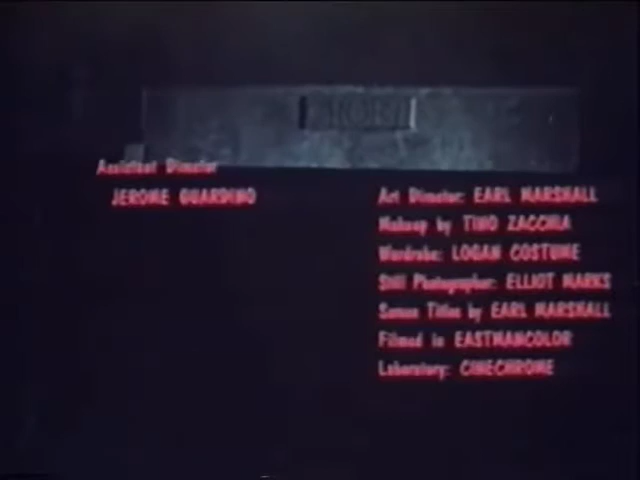 Assistant Director
JEROME GUARDINO
Art Director: EARL MARSHALL
Makeup by TINO ZACCHIA
Wardrobe: LOGAN COSTUME
Still Photographer: ELLIOT MARKS
Screen Titles by EARL MARSHALL
Filmed in EASTMANCOLOR
Laboratory: CINECHROME